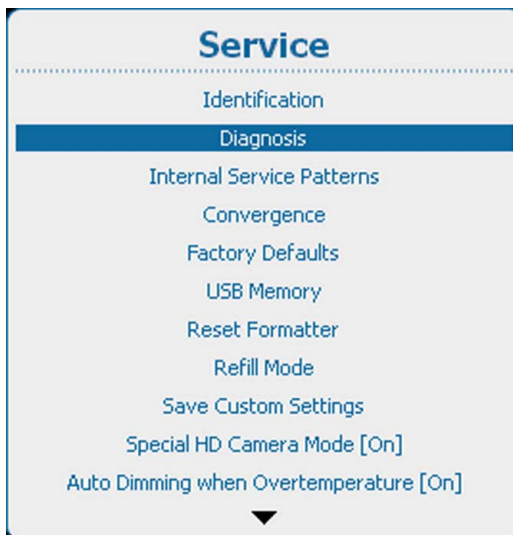 Service
Identification
Diagnosis
Internal Service Patterns
Convergence
Factory Defaults
USB Memory
Reset Formatter
Refill Mode
Save Custom Settings
Special HD Camera Mode [On]
Auto Dimming when Overtemperature [On]